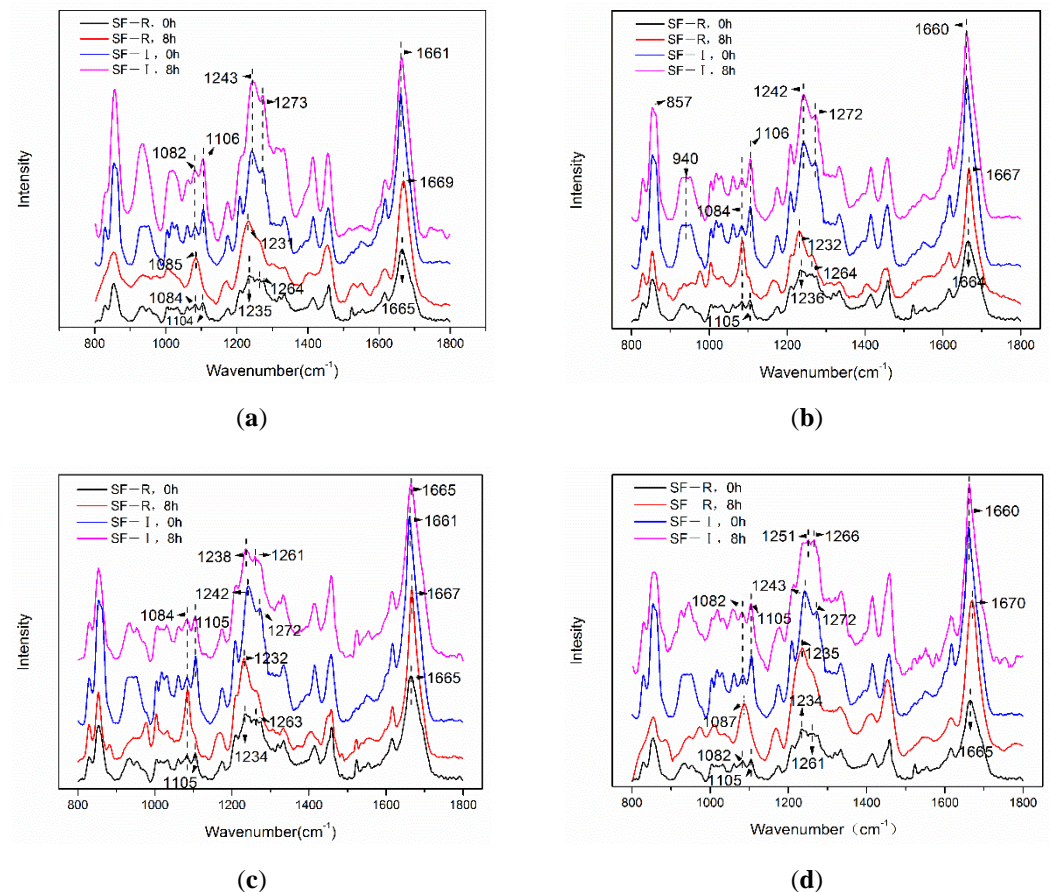 SF-R, 0h
SF-R, 8h
SF-I, 0h
SF-I, 8h
1661
1243
1273
1082
1106
1669
1231
1085
1264
1084
1235
1665
1104
Intensity
800 1000 1200 1400 1600 1800
Wavenumber(cm⁻¹)
(a)
SF-R, 0h
SF-R, 8h
SF-I, 0h
SF-I, 8h
1660
1242
857
1272
1106
940
1667
1084
1232
1264
1236
1664
1105
Intensity
800 1000 1200 1400 1600 1800
Wavenumber(cm⁻¹)
(b)
SF-R, 0h
SF-R, 8h
SF-I, 0h
SF-I, 8h
1665
1661
1238
1261
1242
1667
1084
1105
1272
1232
1665
1263
1234
1105
Intensity
800 1000 1200 1400 1600 1800
Wavenumber(cm⁻¹)
(c)
SF-R, 0h
SF-R, 8h
SF-I, 0h
SF-I, 8h
1660
1251
1266
1243
1670
1082
1105
1272
1235
1234
1087
1082
1665
1261
1105
Intesity
800 1000 1200 1400 1600 1800
Wavenumber (cm⁻¹)
(d)